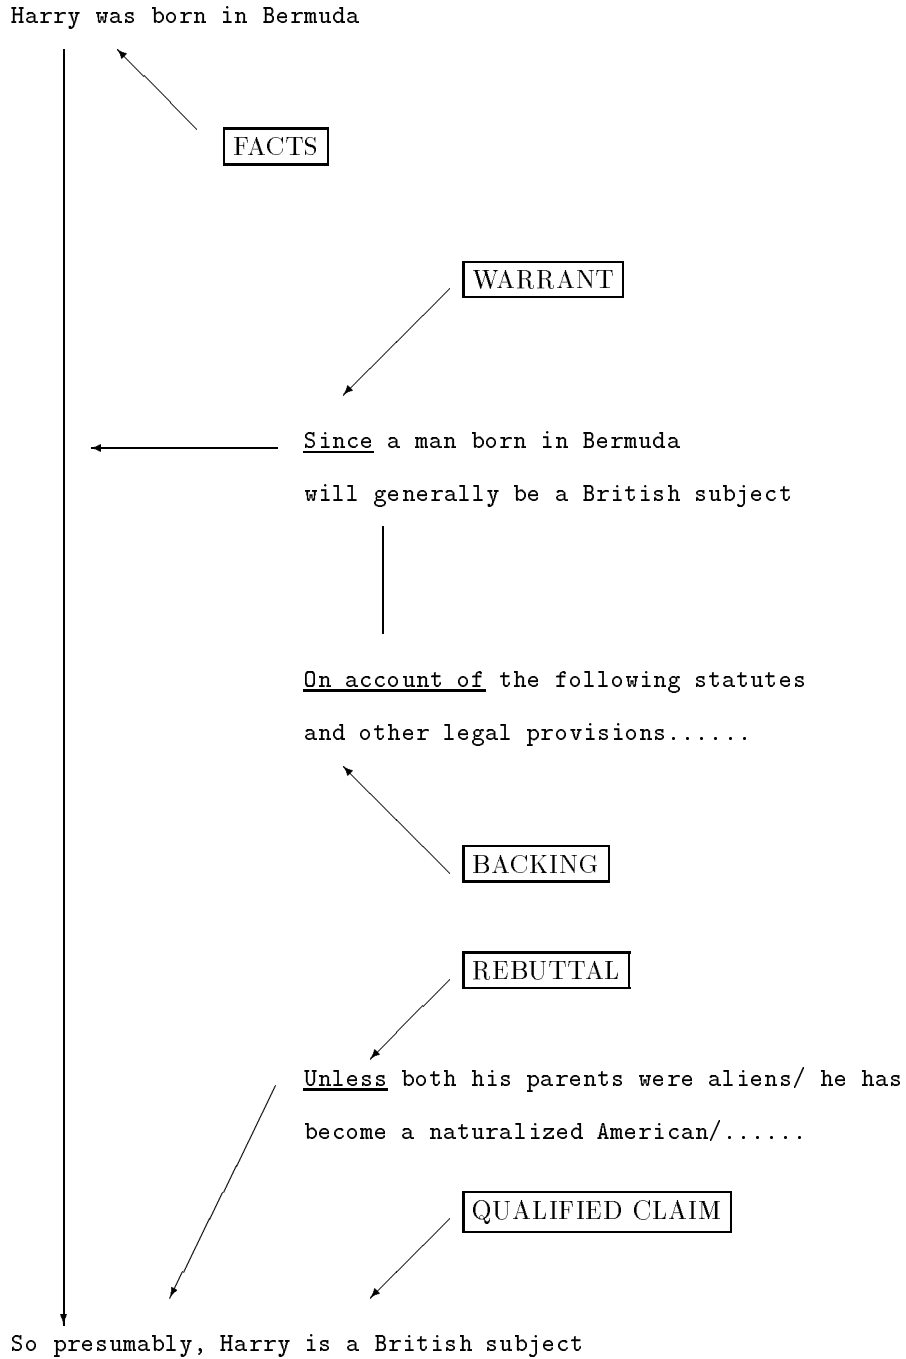 Harry was born in Bermuda
FACTS
WARRANT
Since a man born in Bermuda
will generally be a British subject
On account of the following statutes
and other legal provisions......
BACKING
REBUTTAL
Unless both his parents were aliens/ he has
become a naturalized American/......
QUALIFIED CLAIM
So presumably, Harry is a British subject